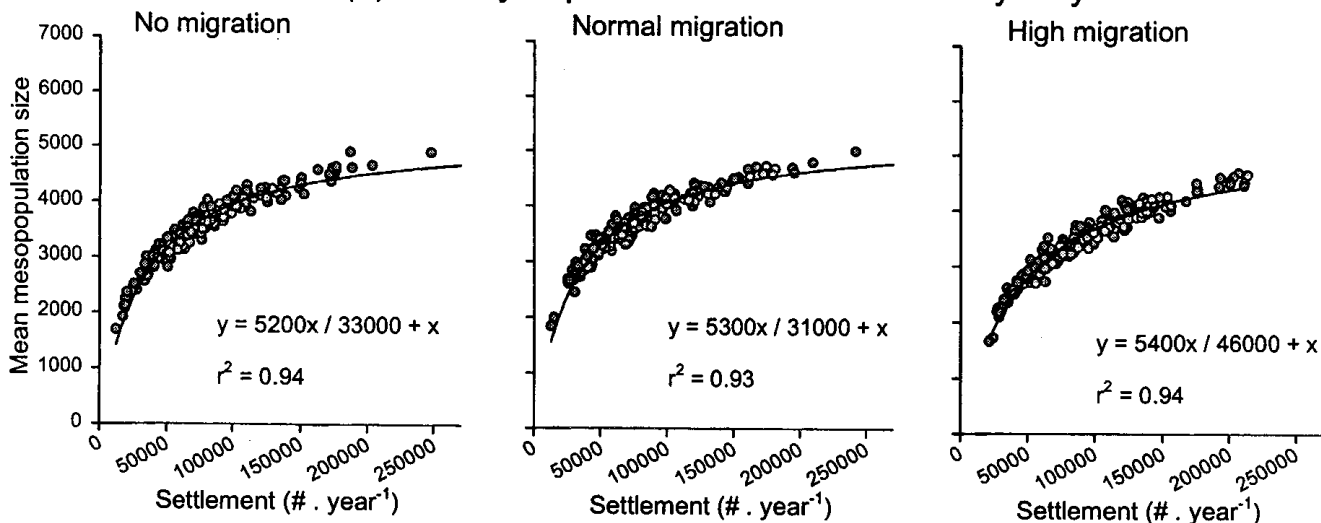 No migration
Normal migration
High migration
Mean mesopopulation size
7000
6000
5000
4000
3000
2000
1000
0
y = 5200x / 33000 + x
r² = 0.94
y = 5300x / 31000 + x
r² = 0.93
y = 5400x / 46000 + x
r² = 0.94
0 50000 100000 150000 200000 250000
0 50000 100000 150000 200000 250000
0 50000 100000 150000 200000 250000
Settlement (# . year⁻¹)
Settlement (# . year⁻¹)
Settlement (# . year⁻¹)